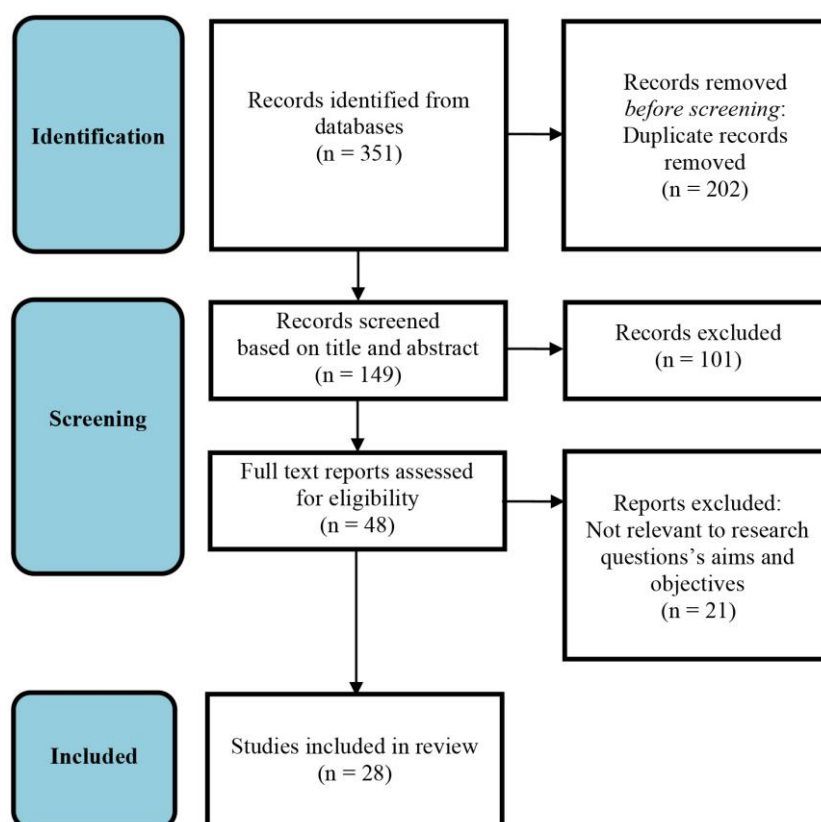 Identification
Records identified from
databases
(n = 351)
Records removed
before screening:
Duplicate records
removed
(n = 202)
Screening
Records screened
based on title and abstract
(n = 149)
Records excluded
(n = 101)
Full text reports assessed
for eligibility
(n = 48)
Reports excluded:
Not relevant to research
questions's aims and
objectives
(n = 21)
Included
Studies included in review
(n = 28)